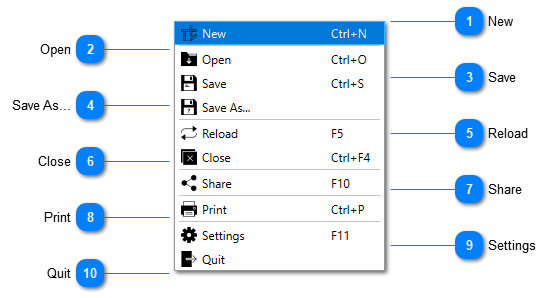 1 New
New Ctrl+N
Open 2
Open Ctrl+O
3 Save
Save Ctrl+S
Save As... 4
Save As...
5 Reload
Reload F5
Close 6
Close Ctrl+F4
7 Share
Share F10
Print 8
Print Ctrl+P
9 Settings
Settings F11
Quit 10
Quit